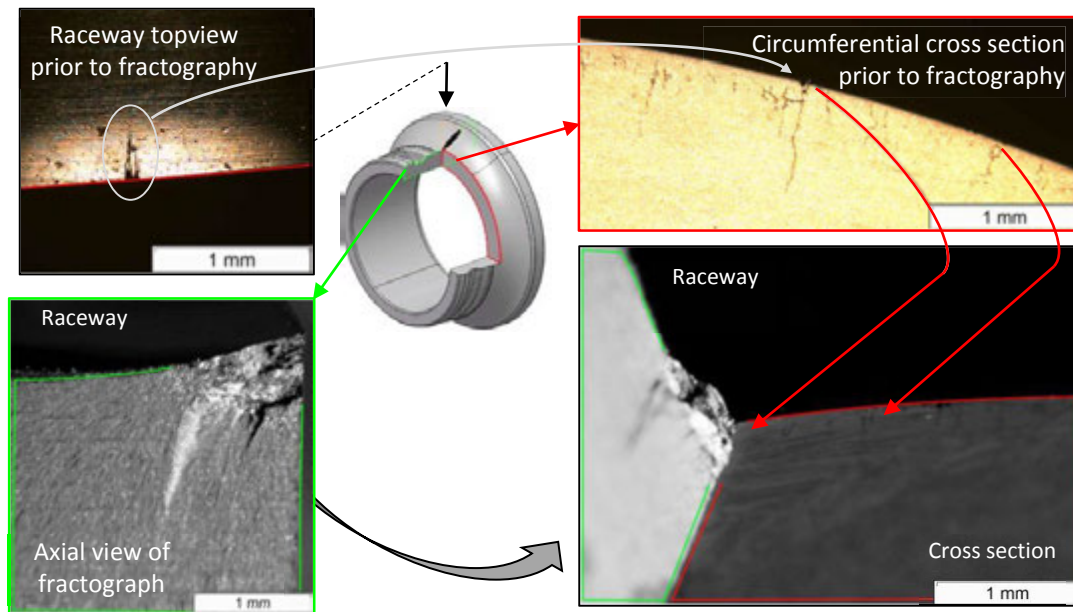 Raceway topview
prior to fractography
1 mm
Circumferential cross section
prior to fractography
1 mm
Raceway
Axial view of
fractograph
1 mm
Raceway
Cross section
1 mm